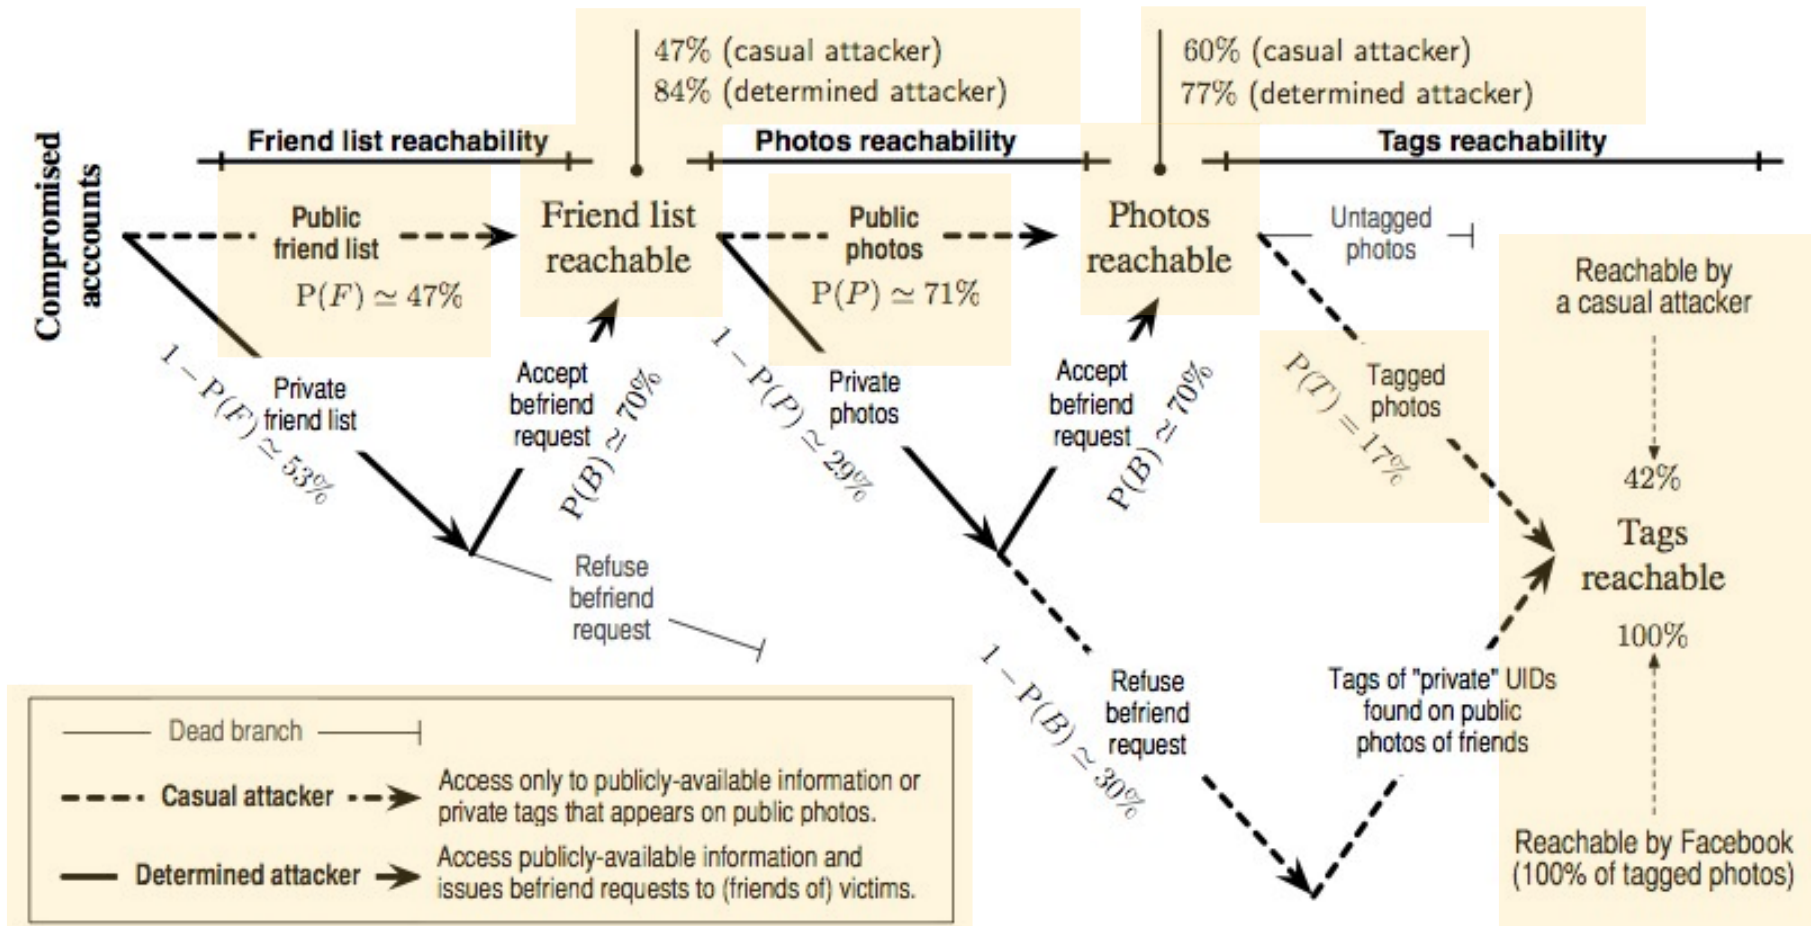 47% (casual attacker)
84% (determined attacker)
60% (casual attacker)
77% (determined attacker)
Compromised
acccounts
Friend list reachability
Photos reachability
Tags reachability
Public
friend list
P(F) ≃ 47%
Friend list
reachable
Public
photos
P(P) ≃ 71%
Photos
reachable
Untagged
photos
Reachable by
a casual attacker
1 − P(F) ≃ 53%
Private
friend list
Accept
befriend
request
P(B) ≃ 70%
1 − P(P) ≃ 29%
Private
photos
Accept
befriend
request
P(B) ≃ 70%
P(T) = 17%
Tagged
photos
42%
Tags
reachable
100%
Refuse
befriend
request
1 − P(B) ≃ 30%
Refuse
befriend
request
Tags of "private" UIDs
found on public
photos of friends
Reachable by Facebook
(100% of tagged photos)
Dead branch
Casual attacker
Access only to publicly-available information or
private tags that appears on public photos.
Determined attacker
Access publicly-available information and
issues befriend requests to (friends of) victims.